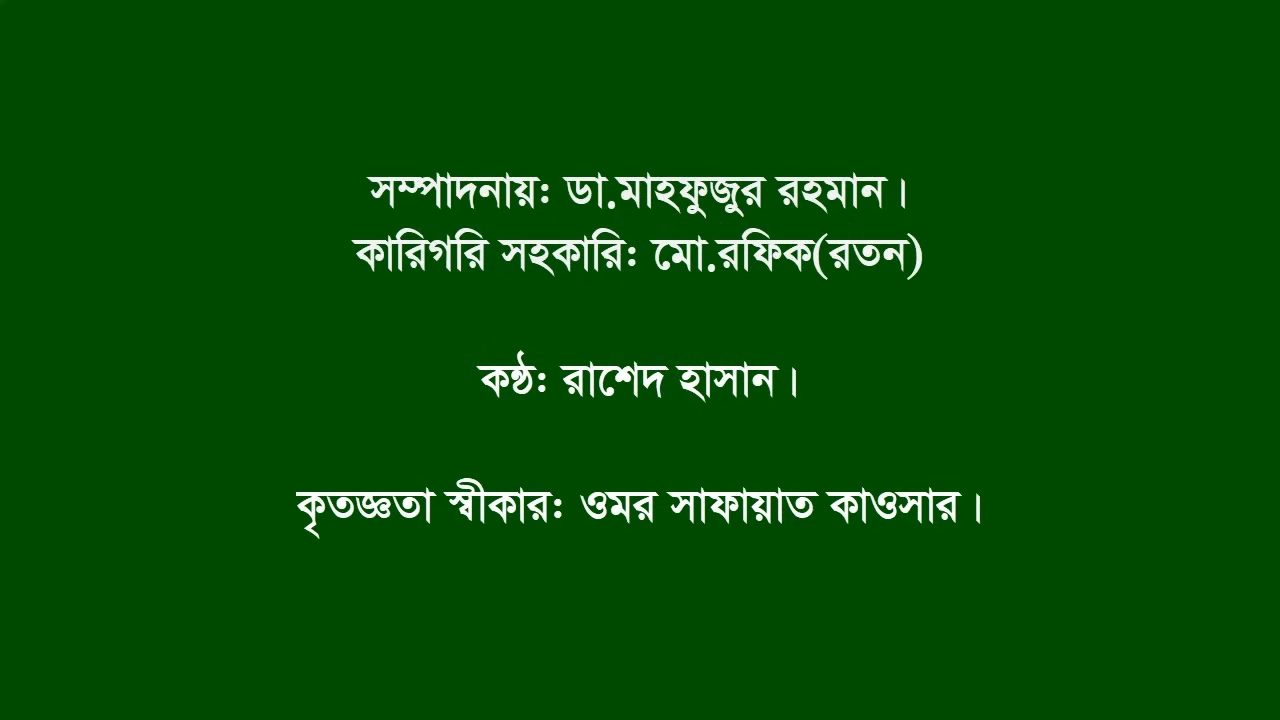 সম্পাদনায়ঃ ডা.মাহফুজুর রহমান।
কারিগরি সহকারিঃ মো.রফিক(রতন)
কন্ঠঃ রাশেদ হাসান।
কৃতজ্ঞতা স্বীকারঃ ওমর সাফায়াত কাওসার।